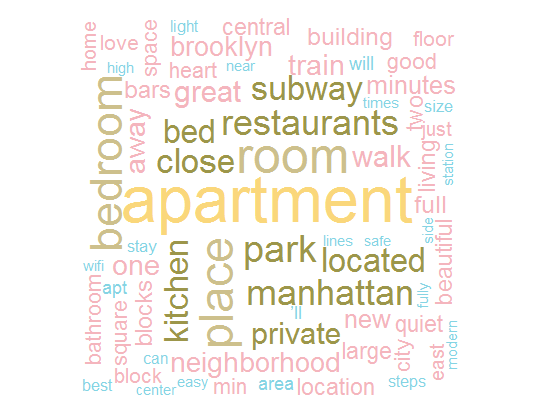 light
central
building
floor
home
love
space
brooklyn
high
heart
near
train
will
good
bars
great
subway
minutes
times
two
size
bedroom
away
bed
restaurants
just
close
room
walk
living
station
apartment
full
stay
kitchen
place
park
lines
safe
side
beautiful
wifi
one
located
apt
blocks
manhattan
fully
'll
bathroom
square
private
new
quiet
city
east
modern
can
neighborhood
large
block
best
center
easy
min
area
location
steps